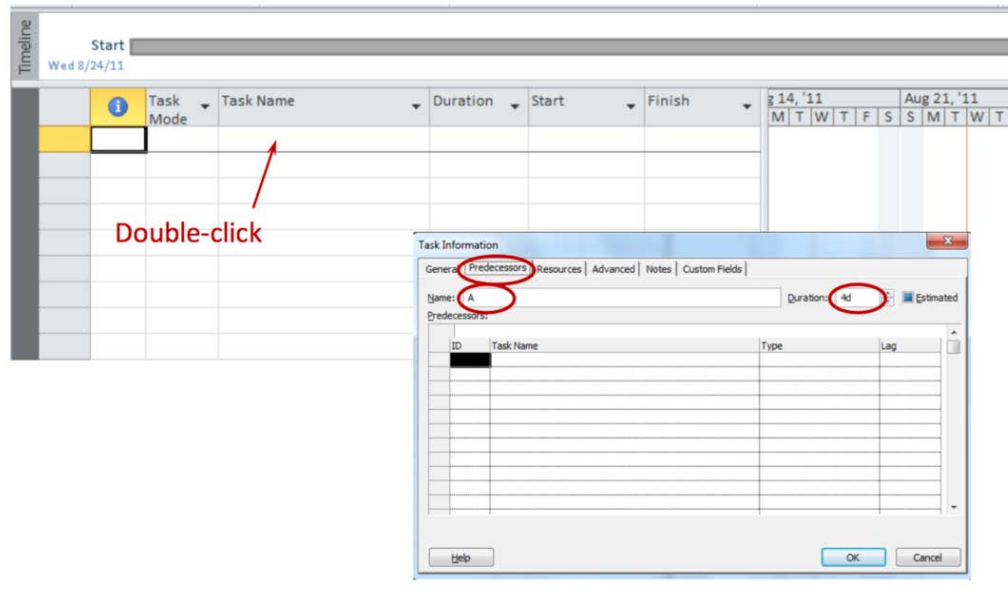 Timeline
Start
Wed 8/24/11
Task Mode
Task Name
Duration
Start
Finish
14, '11
Aug 21, '11
M T W T F S S M T W T
Double-click
Task Information
General Predecessors Resources Advanced Notes Custom Fields
Name: A
Duration: 4d
Estimated
Predecessors:
ID Task Name Type Lag
Help OK Cancel